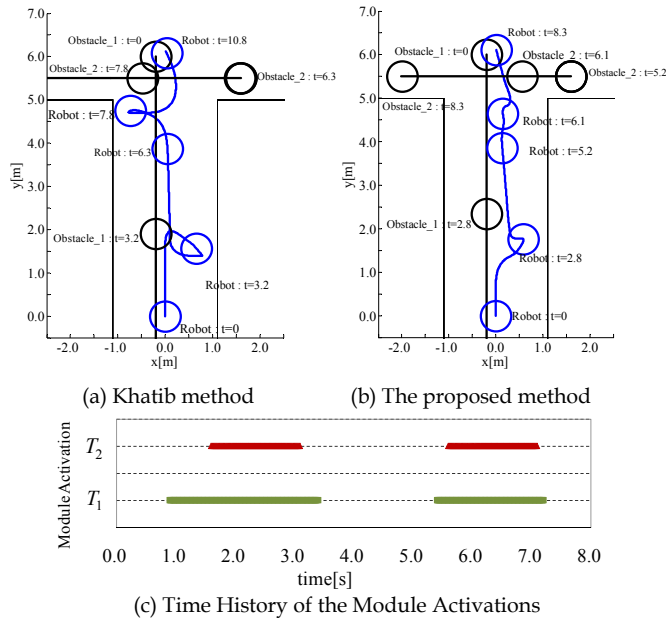 7.0
6.0
5.0
4.0
3.0
2.0
1.0
0.0
y[m]
-2.0 -1.0 0.0 1.0 2.0
x[m]
Obstacle_1 : t=0
Robot : t=10.8
Obstacle_2 : t=7.8
Obstacle_2 : t=6.3
Robot : t=7.8
Robot : t=6.3
Obstacle_1 : t=3.2
Robot : t=3.2
Robot : t=0
(a) Khatib method
7.0
6.0
5.0
4.0
3.0
2.0
1.0
0.0
y[m]
-2.0 -1.0 0.0 1.0 2.0
x[m]
Robot : t=8.3
Obstacle_1 : t=0
Obstacle_2 : t=6.1
Obstacle_2 : t=5.2
Obstacle_2 : t=8.3
Robot : t=6.1
Robot : t=5.2
Obstacle_1 : t=2.8
Robot : t=2.8
Robot : t=0
(b) The proposed method
Module Activation
T2
T1
0.0 1.0 2.0 3.0 4.0 5.0 6.0 7.0 8.0
time[s]
(c) Time History of the Module Activations